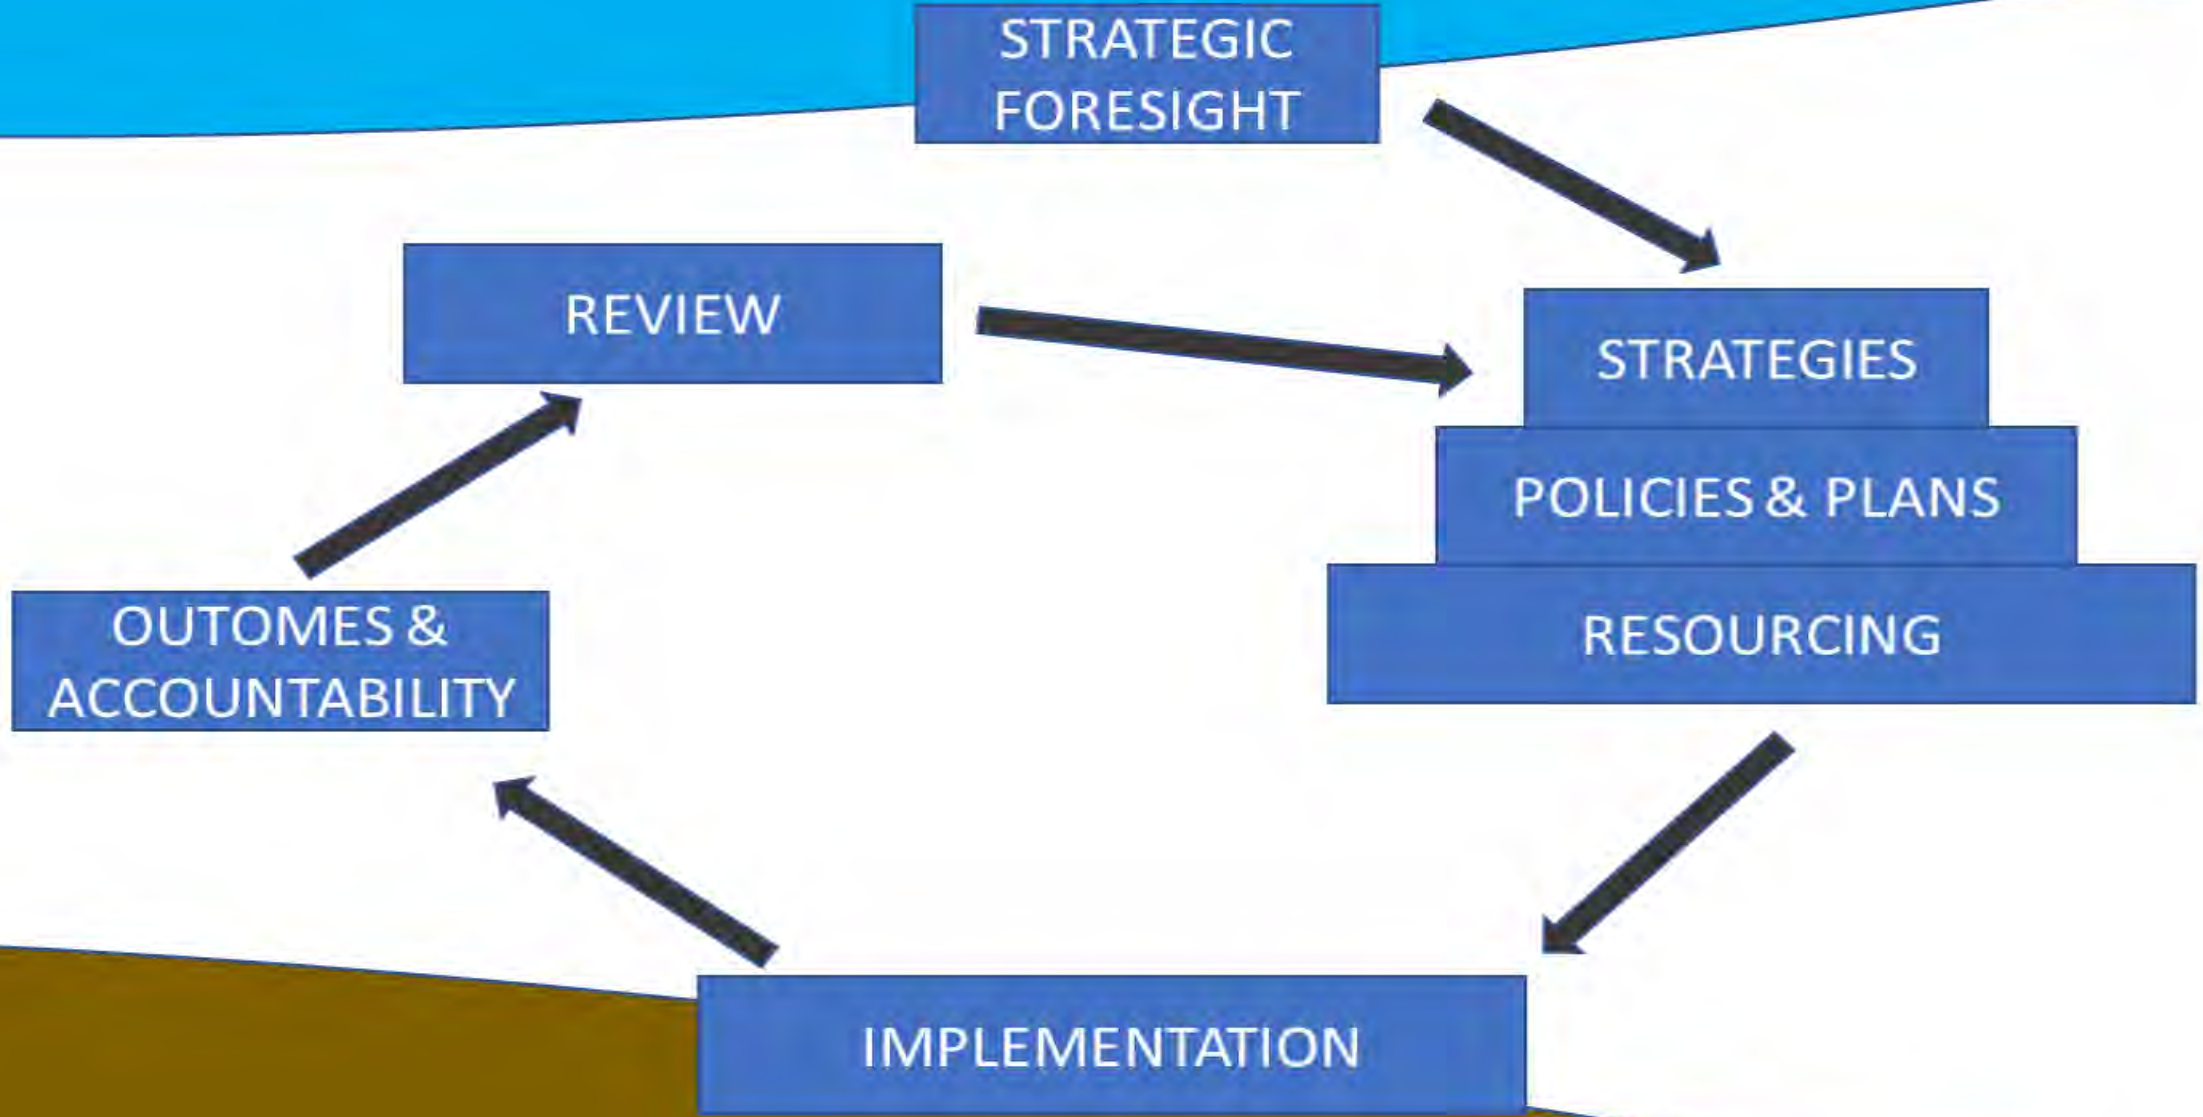 STRATEGIC
FORESIGHT
REVIEW
STRATEGIES
POLICIES & PLANS
RESOURCING
OUTOMES &
ACCOUNTABILITY
IMPLEMENTATION